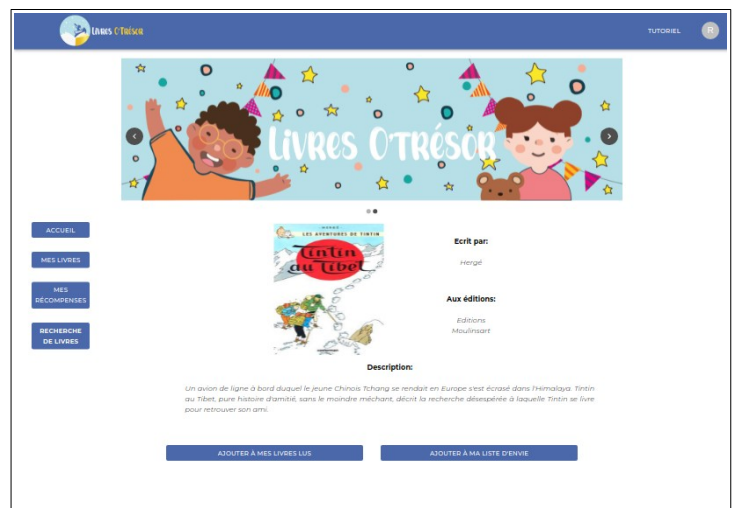 Livres O'Trésor
TUTORIEL
R
LiVRES OTRéSOR
ACCUEIL
MES LIVRES
MES
RÉCOMPENSES
RECHERCHE
DE LIVRES
HERGÉ
LES AVENTURES DE TINTIN
Tintin
au Tibet
Ecrit par:
Hergé
Aux éditions:
Editions
Moulinsart
Description:
Un avion de ligne à bord duquel le jeune Chinois Tchang se rendait en Europe s'est écrasé dans l'Himalaya. Tintin
au Tibet, pure histoire d'amitié, sans le moindre méchant, décrit la recherche désespérée à laquelle Tintin se livre
pour retrouver son ami.
AJOUTER À MES LIVRES LUS
AJOUTER À MA LISTE D'ENVIE